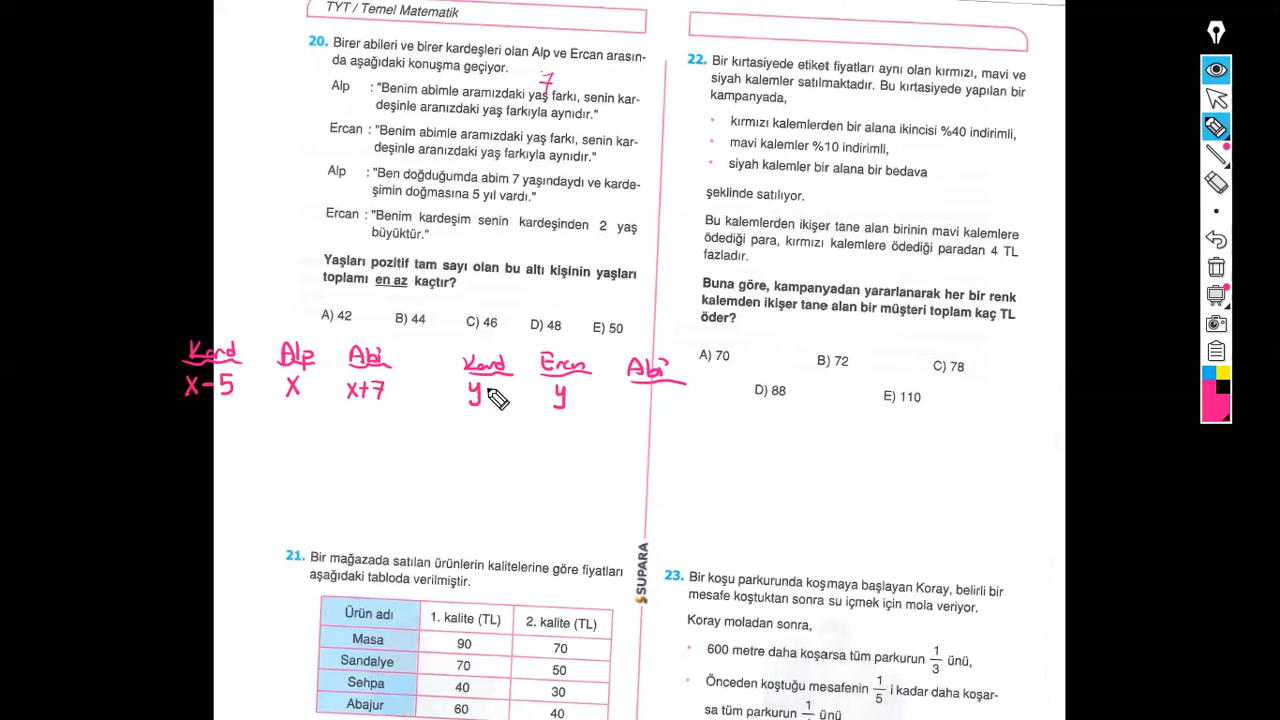 TYT / Temel Matematik
20. Birer abileri ve birer kardeşleri olan Alp ve Ercan arasın-
da aşağıdaki konuşma geçiyor.
7
Alp : "Benim abimle aramızdaki yaş farkı, senin kar-
deşinle aranızdaki yaş farkıyla aynıdır."
Ercan : "Benim abimle aramızdaki yaş farkı, senin kar-
deşinle aranızdaki yaş farkıyla aynıdır."
Alp : "Ben doğduğumda abim 7 yaşındaydı ve karde-
şimin doğmasına 5 yıl vardı."
Ercan : "Benim kardeşim senin kardeşinden 2 yaş
büyüktür."
Yaşları pozitif tam sayı olan bu altı kişinin yaşları
toplamı en az kaçtır?
A) 42 B) 44 C) 46 D) 48 E) 50
Kard Alp Abi Kard Ercn Abi
x-5 x x+7 y y
21. Bir mağazada satılan ürünlerin kalitelerine göre fiyatları
aşağıdaki tabloda verilmiştir.
Ürün adı 1. kalite (TL) 2. kalite (TL)
Masa 90 70
Sandalye 70 50
Sehpa 40 30
Abajur 60 40
SUPARA
22. Bir kırtasiyede etiket fiyatları aynı olan kırmızı, mavi ve
siyah kalemler satılmaktadır. Bu kırtasiyede yapılan bir
kampanyada,
• kırmızı kalemlerden bir alana ikincisi %40 indirimli,
• mavi kalemler %10 indirimli,
• siyah kalemler bir alana bir bedava
şeklinde satılıyor.
Bu kalemlerden ikişer tane alan birinin mavi kalemlere
ödediği para, kırmızı kalemlere ödediği paradan 4 TL
fazladır.
Buna göre, kampanyadan yararlanarak her bir renk
kalemden ikişer tane alan bir müşteri toplam kaç TL
öder?
A) 70 B) 72 C) 78
D) 88 E) 110
23. Bir koşu parkurunda koşmaya başlayan Koray, belirli bir
mesafe koştuktan sonra su içmek için mola veriyor.
Koray moladan sonra,
• 600 metre daha koşarsa tüm parkurun 1/3 ünü,
• Önceden koştuğu mesafenin 1/5 i kadar daha koşar-
sa tüm parkurun ünü